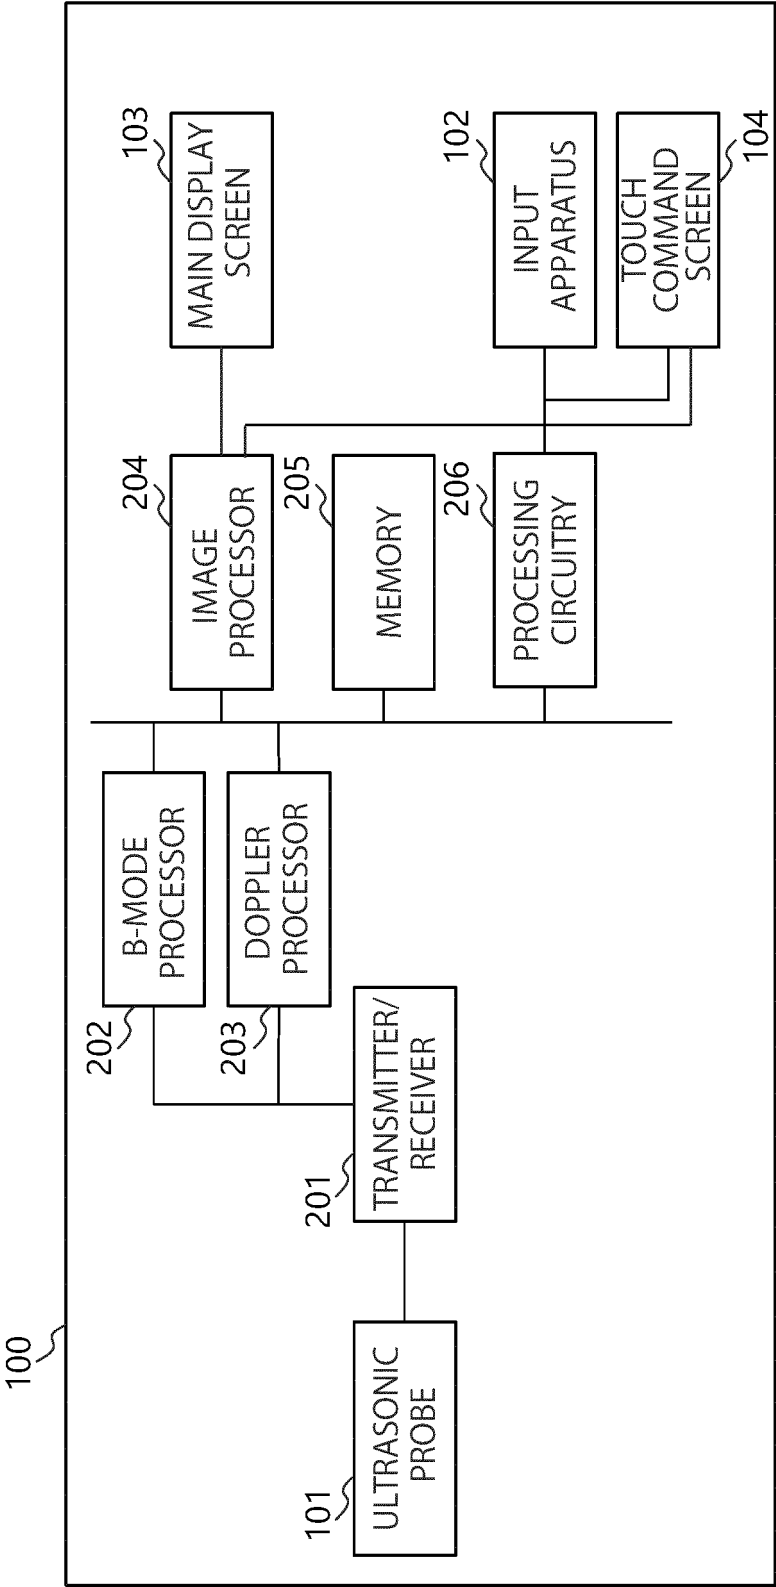 100
101
ULTRASONIC
PROBE
201
TRANSMITTER/
RECEIVER
202
B-MODE
PROCESSOR
203
DOPPLER
PROCESSOR
204
IMAGE
PROCESSOR
205
MEMORY
206
PROCESSING
CIRCUITRY
103
MAIN DISPLAY
SCREEN
102
INPUT
APPARATUS
TOUCH
COMMAND
SCREEN
104